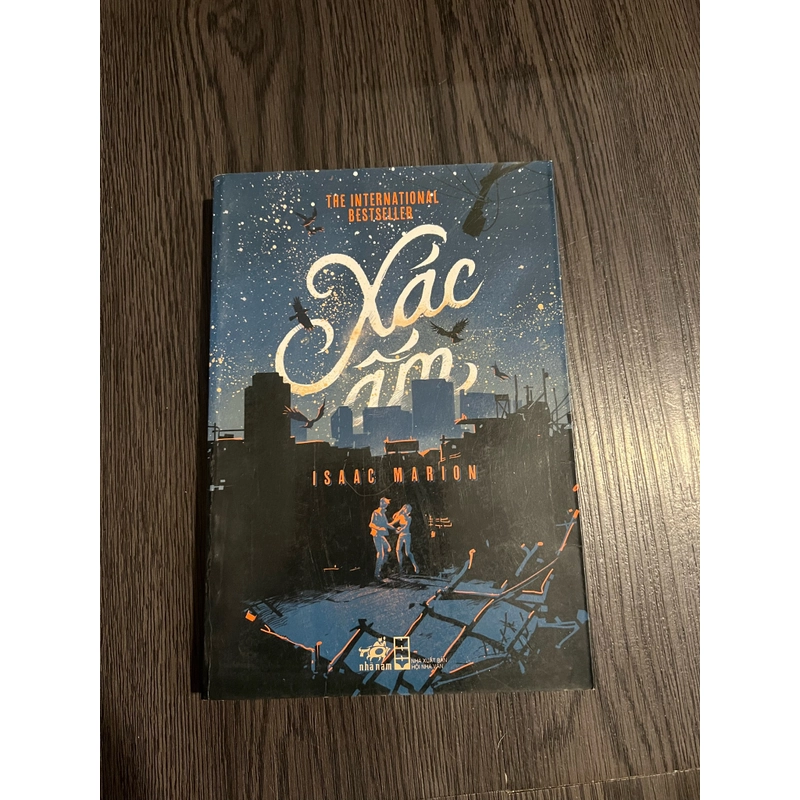 THE INTERNATIONAL
BESTSELLER
Xác
ấm
ISAAC MARION
nhã nam
NHÀ XUẤT BẢN
HỘI NHÀ VĂN